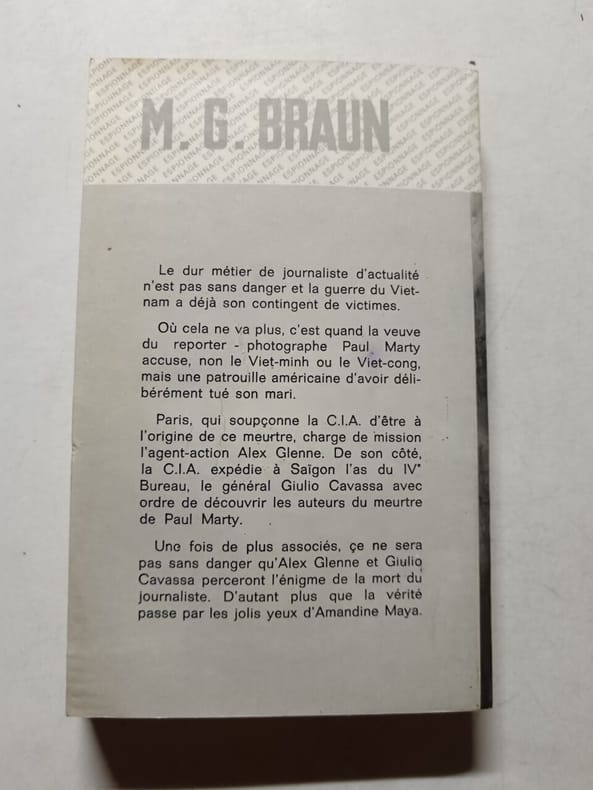 M. G. BRAUN
Le dur métier de journaliste d'actualité
n'est pas sans danger et la guerre du Viet-
nam a déjà son contingent de victimes.
Où cela ne va plus, c'est quand la veuve
du reporter - photographe Paul Marty
accuse, non le Viet-minh ou le Viet-cong,
mais une patrouille américaine d'avoir déli-
bérément tué son mari.
Paris, qui soupçonne la C.I.A. d'être à
l'origine de ce meurtre, charge de mission
l'agent-action Alex Glenne. De son côté,
la C.I.A. expédie à Saïgon l'as du IVᵉ
Bureau, le général Giulio Cavassa avec
ordre de découvrir les auteurs du meurtre
de Paul Marty.
Une fois de plus associés, çe ne sera
pas sans danger qu'Alex Glenne et Giulio
Cavassa perceront l'énigme de la mort du
journaliste. D'autant plus que la vérité
passe par les jolis yeux d'Amandine Maya.